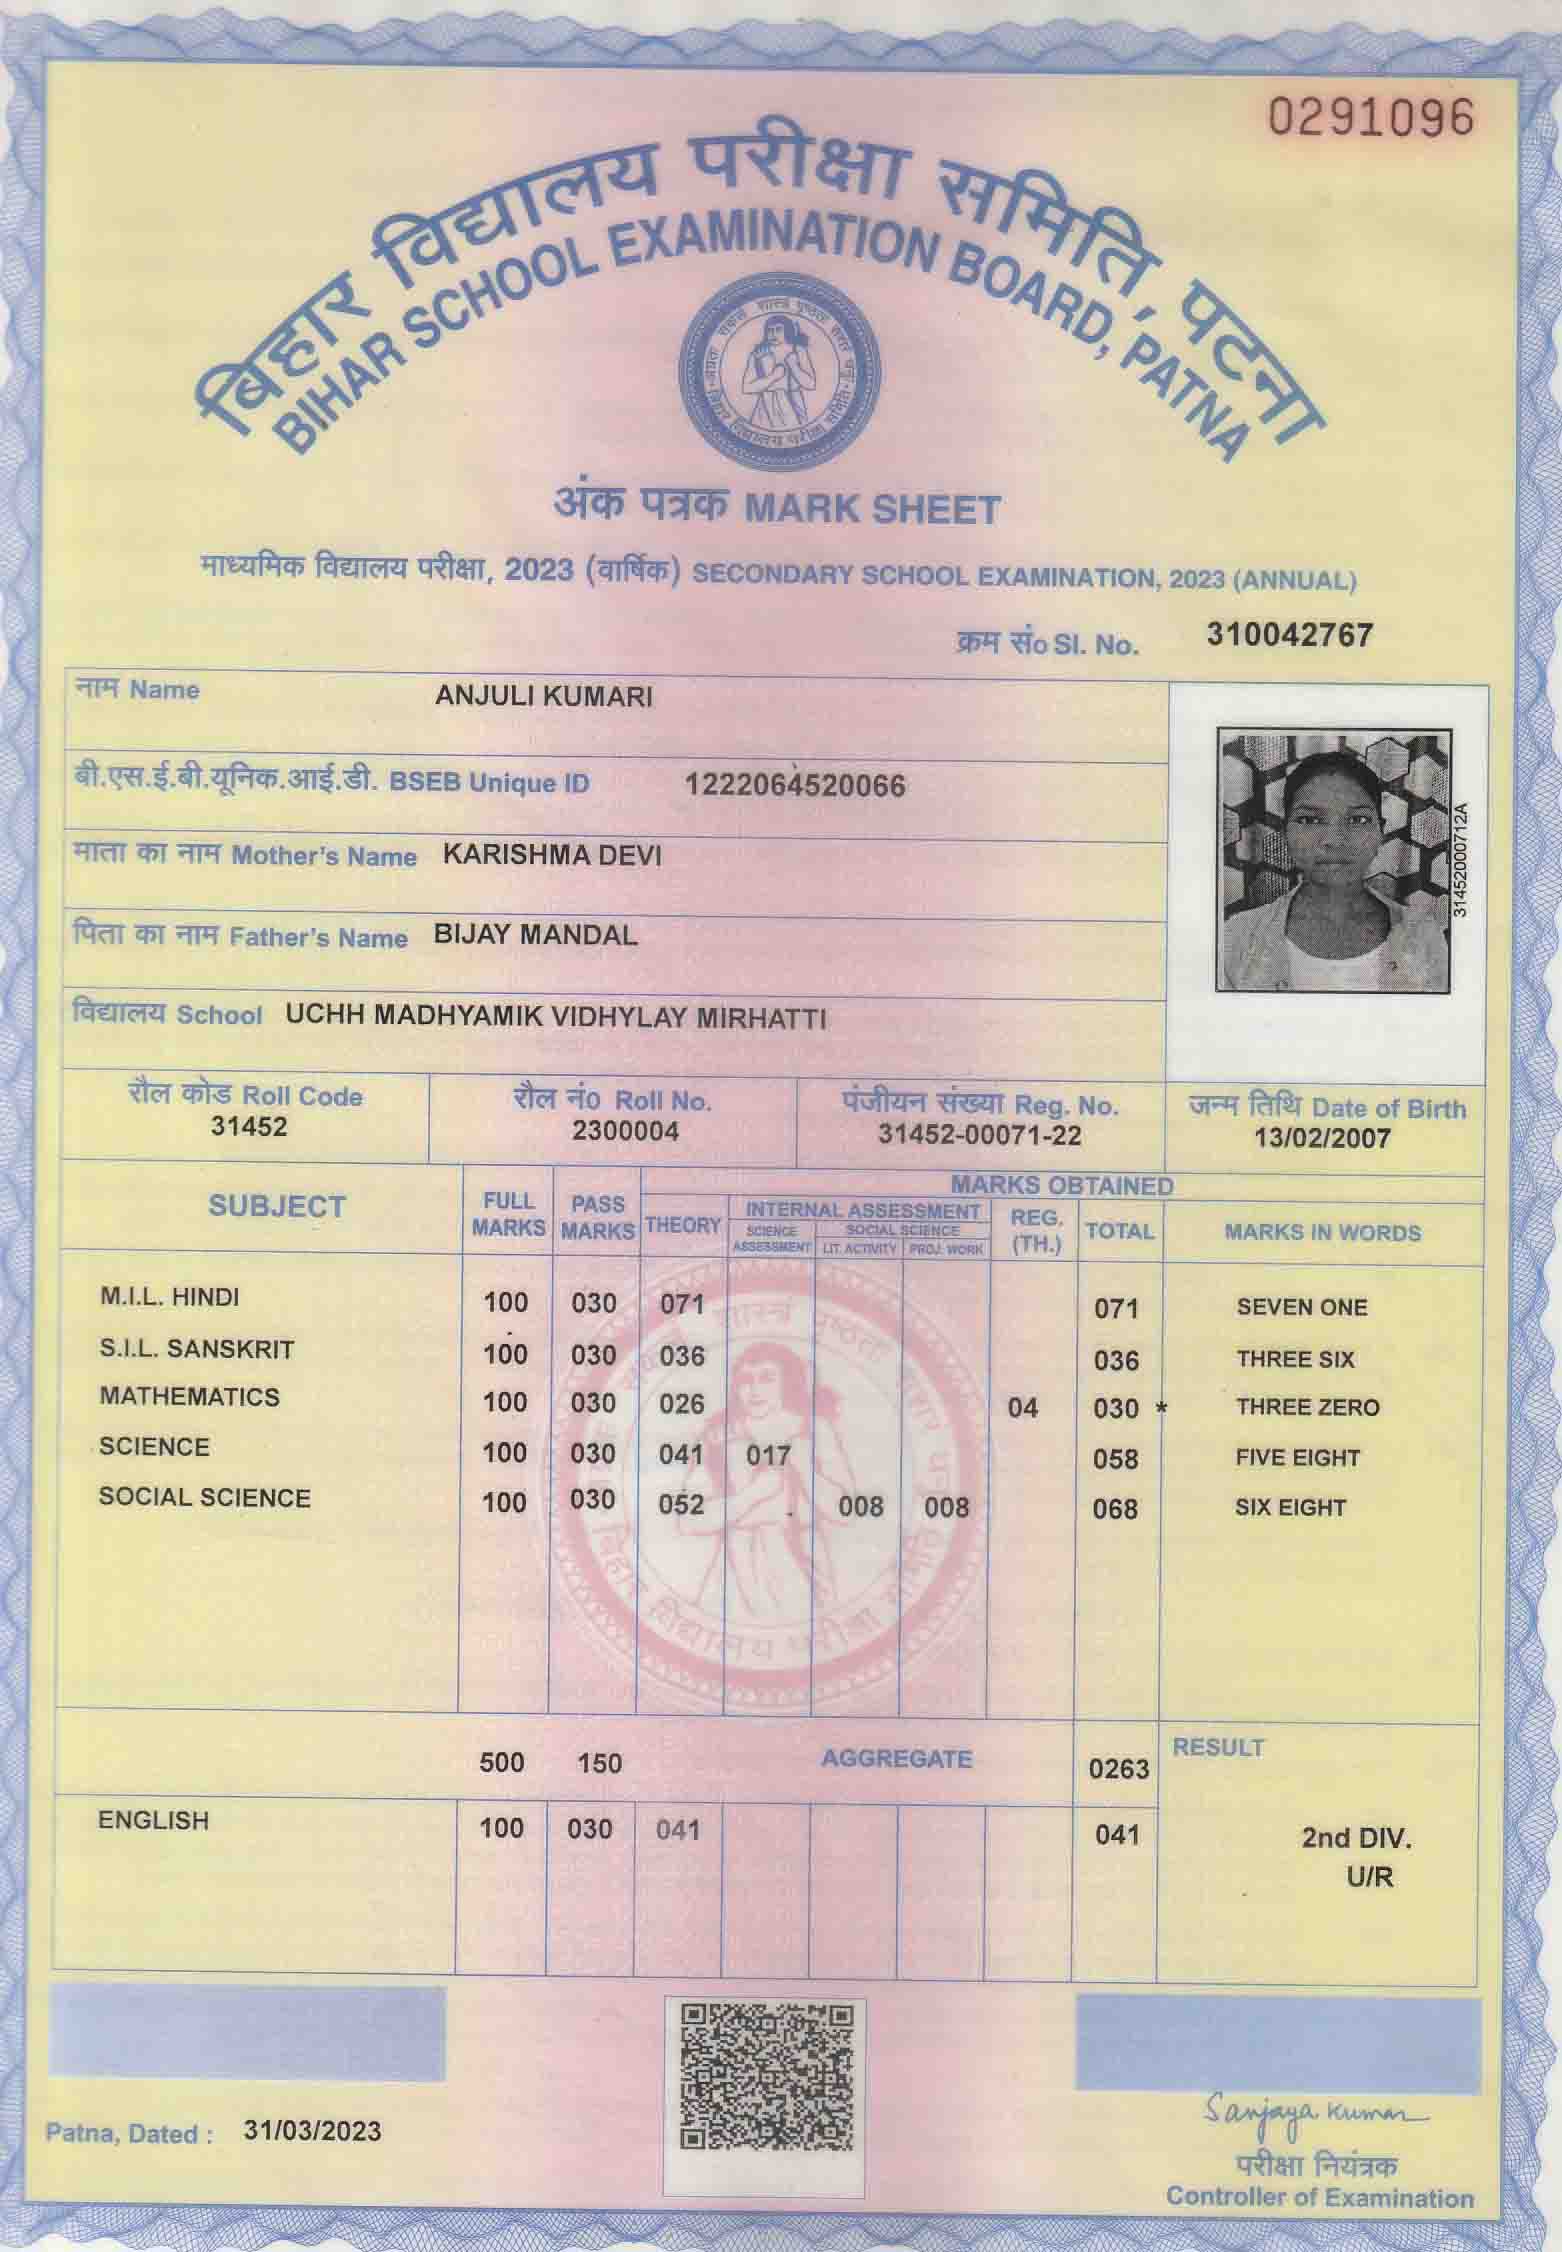 0291096
बिहार विद्यालय परीक्षा समिति, पटना
BIHAR SCHOOL EXAMINATION BOARD, PATNA
अंक पत्रक MARK SHEET
माध्यमिक विद्यालय परीक्षा, 2023 (वार्षिक) SECONDARY SCHOOL EXAMINATION, 2023 (ANNUAL)
क्रम सं० Sl. No. 310042767
नाम Name ANJULI KUMARI
बी.एस.ई.बी.यूनिक.आई.डी. BSEB Unique ID 1222064520066
माता का नाम Mother's Name KARISHMA DEVI
पिता का नाम Father's Name BIJAY MANDAL
31452000712A
विद्यालय School UCHH MADHYAMIK VIDHYLAY MIRHATTI
रौल कोड Roll Code रौल नं० Roll No. पंजीयन संख्या Reg. No. जन्म तिथि Date of Birth
31452 2300004 31452-00071-22 13/02/2007
SUBJECT FULL MARKS PASS MARKS MARKS OBTAINED
THEORY INTERNAL ASSESSMENT REG. (TH.) TOTAL MARKS IN WORDS
SCIENCE ASSESSMENT SOCIAL SCIENCE
LIT. ACTIVITY PROJ. WORK
M.I.L. HINDI 100 030 071 071 SEVEN ONE
S.I.L. SANSKRIT 100 030 036 036 THREE SIX
MATHEMATICS 100 030 026 04 030 * THREE ZERO
SCIENCE 100 030 041 017 058 FIVE EIGHT
SOCIAL SCIENCE 100 030 052 008 008 068 SIX EIGHT
500 150 AGGREGATE 0263 RESULT
ENGLISH 100 030 041 041 2nd DIV.
U/R
Patna, Dated : 31/03/2023
Sanjaya Kumar
परीक्षा नियंत्रक
Controller of Examination